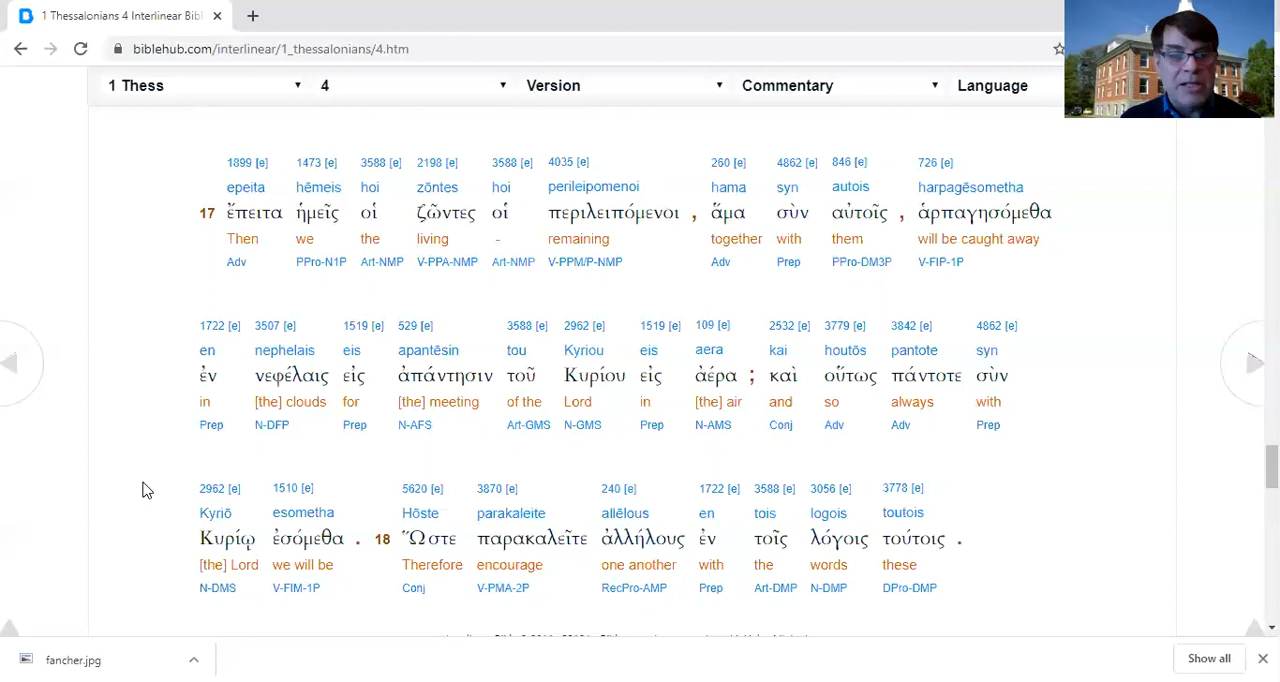 1 Thessalonians 4 Interlinear Bibl
biblehub.com/interlinear/1_thessalonians/4.htm
1 Thess 4 Version Commentary Language
1899 [e] 1473 [e] 3588 [e] 2198 [e] 3588 [e] 4035 [e] 260 [e] 4862 [e] 846 [e] 726 [e]
epeita hēmeis hoi zōntes hoi perileipomenoi hama syn autois harpagēsometha
17 ἔπειτα ἡμεῖς οἱ ζῶντες οἱ περιλειπόμενοι , ἅμα σὺν αὐτοῖς , ἁρπαγησόμεθα
Then we the living - remaining together with them will be caught away
Adv PPro-N1P Art-NMP V-PPA-NMP Art-NMP V-PPM/P-NMP Adv Prep PPro-DM3P V-FIP-1P
1722 [e] 3507 [e] 1519 [e] 529 [e] 3588 [e] 2962 [e] 1519 [e] 109 [e] 2532 [e] 3779 [e] 3842 [e] 4862 [e]
en nephelais eis apantēsin tou Kyriou eis aera kai houtōs pantote syn
ἐν νεφέλαις εἰς ἀπάντησιν τοῦ Κυρίου εἰς ἀέρα ; καὶ οὕτως πάντοτε σὺν
in [the] clouds for [the] meeting of the Lord in [the] air and so always with
Prep N-DFP Prep N-AFS Art-GMS N-GMS Prep N-AMS Conj Adv Adv Prep
2962 [e] 1510 [e] 5620 [e] 3870 [e] 240 [e] 1722 [e] 3588 [e] 3056 [e] 3778 [e]
Kyriō esometha Hōste parakaleite allēlous en tois logois toutois
Κυρίῳ ἐσόμεθα . 18 Ὥστε παρακαλεῖτε ἀλλήλους ἐν τοῖς λόγοις τούτοις .
[the] Lord we will be Therefore encourage one another with the words these
N-DMS V-FIM-1P Conj V-PMA-2P RecPro-AMP Prep Art-DMP N-DMP DPro-DMP
fancher.jpg Show all